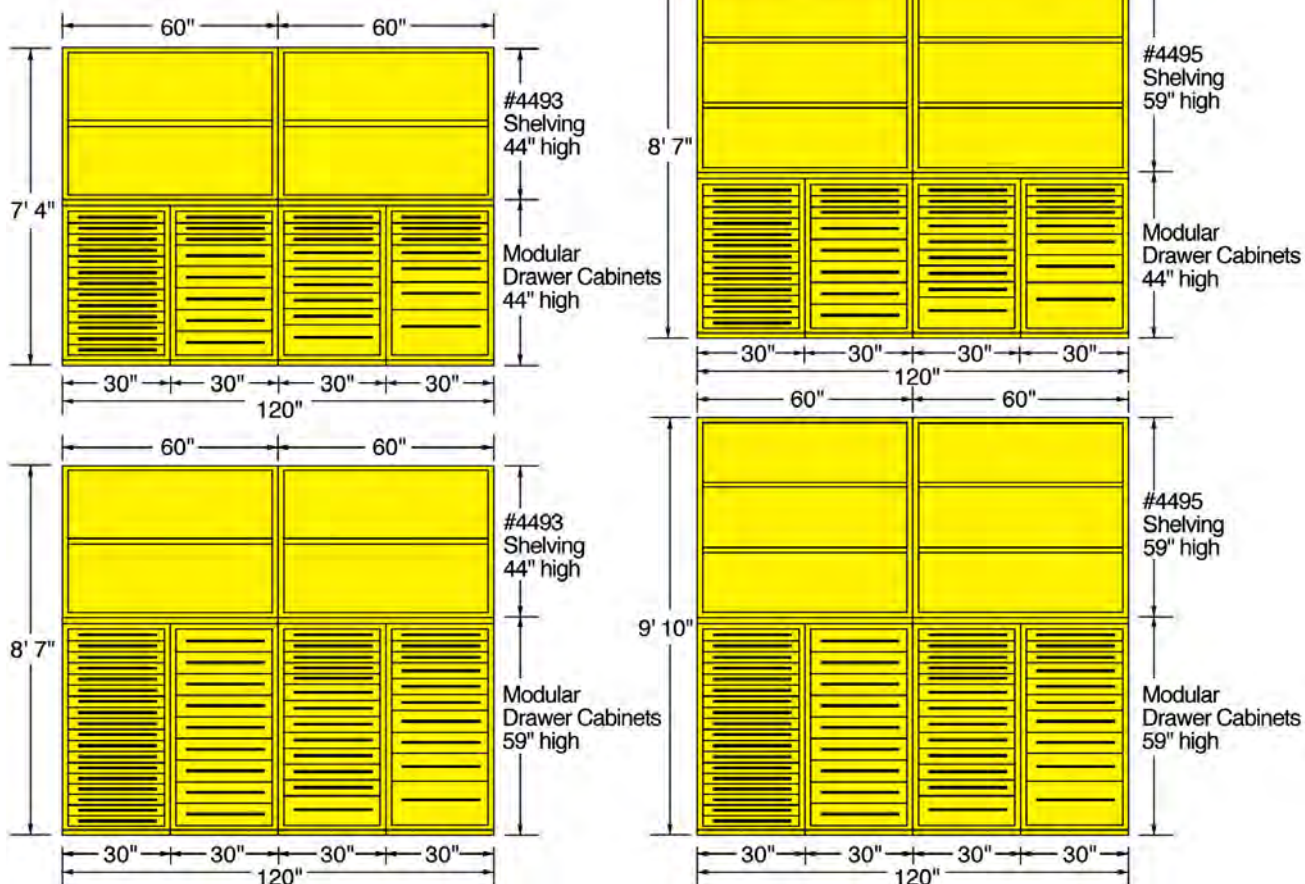 60" 60"
#4493
Shelving
44" high
7' 4"
Modular
Drawer Cabinets
44" high
30" 30" 30" 30"
120"
#4495
Shelving
59" high
8' 7"
Modular
Drawer Cabinets
44" high
30" 30" 30" 30"
120"
60" 60"
#4493
Shelving
44" high
8' 7"
Modular
Drawer Cabinets
59" high
30" 30" 30" 30"
120"
60" 60"
#4495
Shelving
59" high
9' 10"
Modular
Drawer Cabinets
59" high
30" 30" 30" 30"
120"